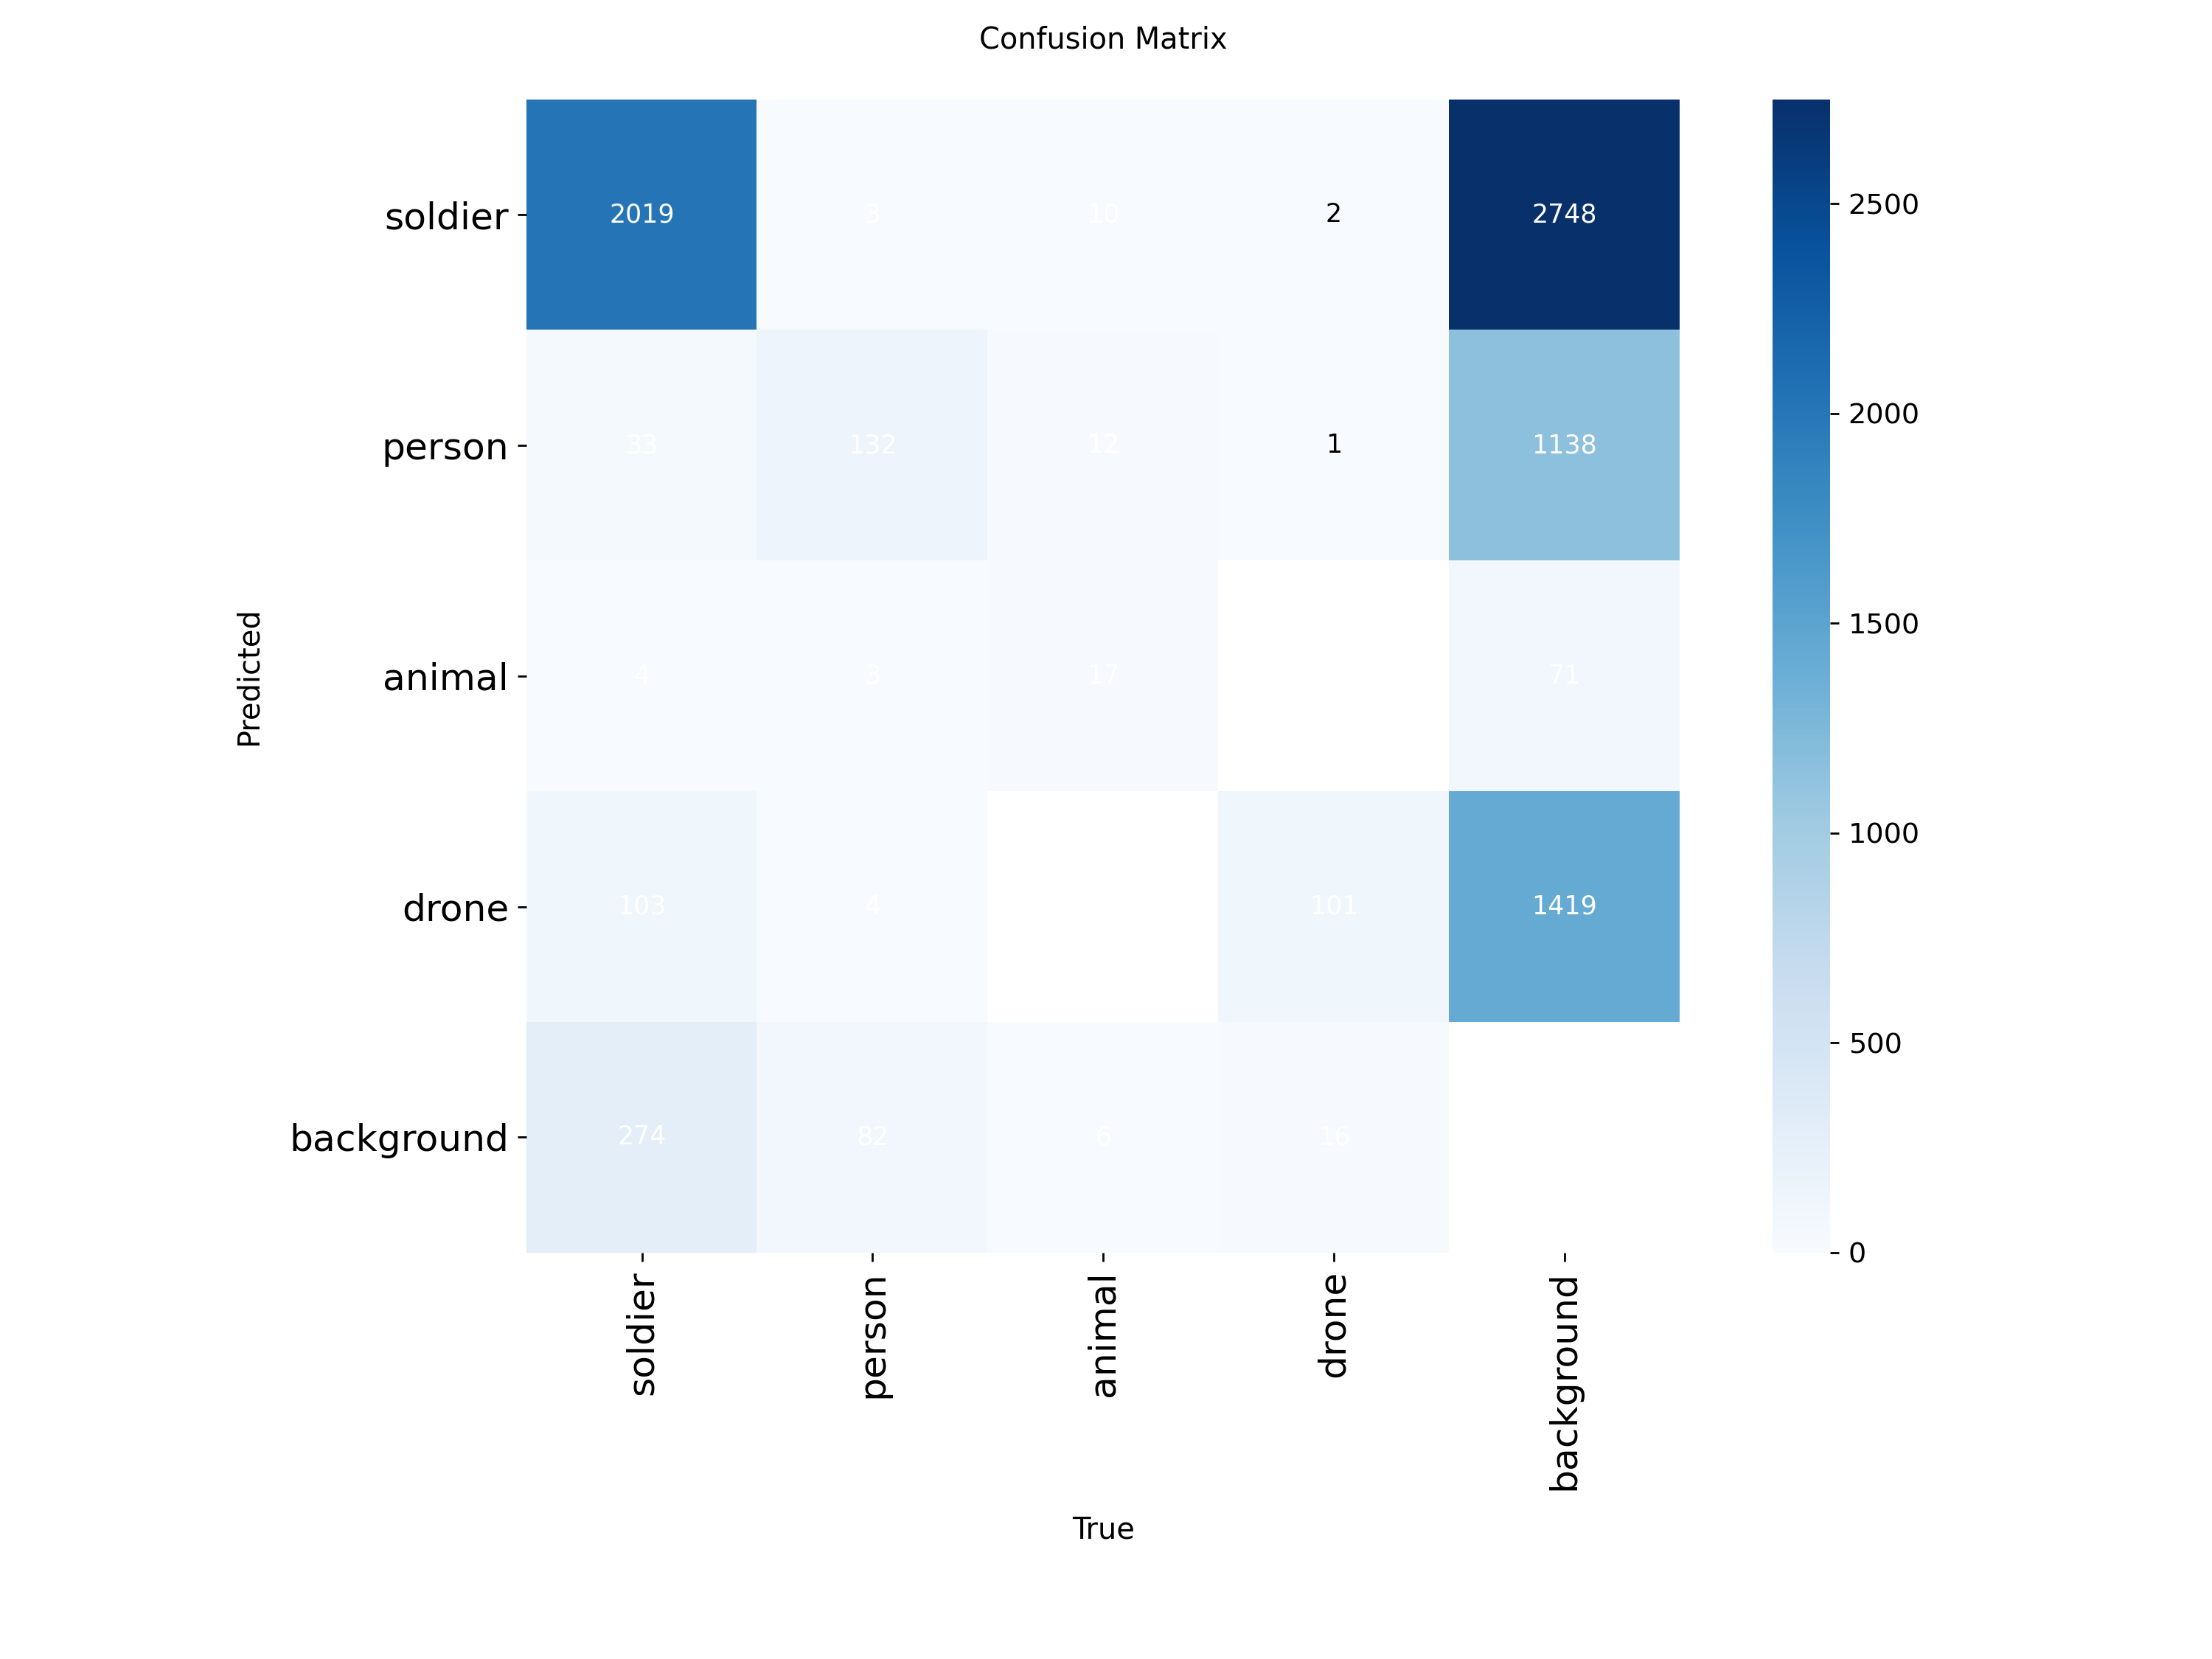 Confusion Matrix
soldier
2019 3 10 2 2748
person
33 132 12 1 1138
animal
4 3 17 71
drone
103 4 101 1419
background
274 82 6 16
Predicted
soldier
person
animal
drone
background
True
2500
2000
1500
1000
500
0